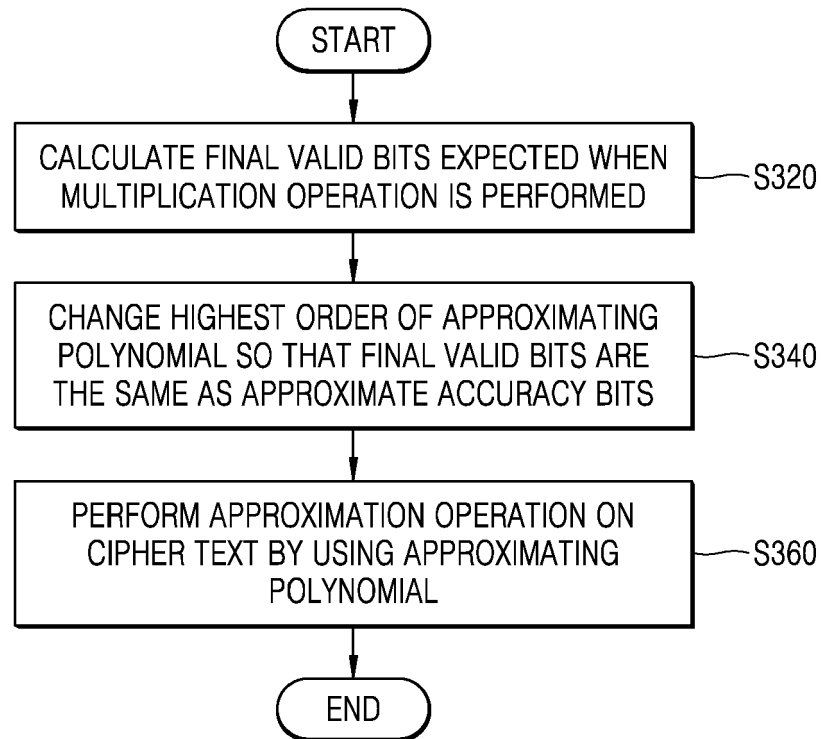 START
CALCULATE FINAL VALID BITS EXPECTED WHEN
MULTIPLICATION OPERATION IS PERFORMED
S320
CHANGE HIGHEST ORDER OF APPROXIMATING
POLYNOMIAL SO THAT FINAL VALID BITS ARE
THE SAME AS APPROXIMATE ACCURACY BITS
S340
PERFORM APPROXIMATION OPERATION ON
CIPHER TEXT BY USING APPROXIMATING
POLYNOMIAL
S360
END